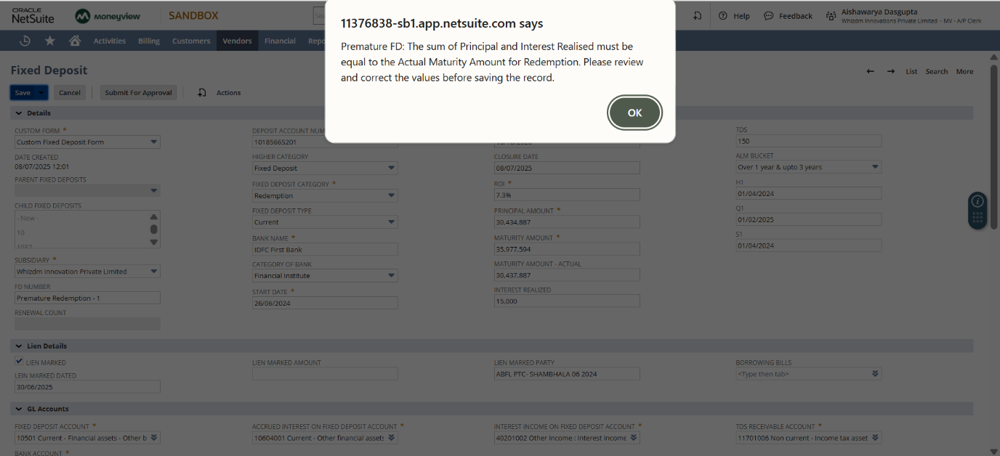 ORACLE
NetSuite
moneyview
SANDBOX
11376838-sb1.app.netsuite.com says
Premature FD: The sum of Principal and Interest Realised must be
equal to the Actual Maturity Amount for Redemption. Please review
and correct the values before saving the record.
OK
Help
Feedback
Aishawarya Dasgupta
Whizdm Innovations Private Limited - MV - A/P Clerk
Activities
Billing
Customers
Vendors
Financial
Fixed Deposit
List
Search
More
Save
Cancel
Submit For Approval
Actions
Details
CUSTOM FORM *
Custom Fixed Deposit Form
DATE CREATED
08/07/2025 12:01
PARENT FIXED DEPOSITS
CHILD FIXED DEPOSITS
- New -
10
1037
SUBSIDIARY *
Whizdm Innovation Private Limited
FD NUMBER
Premature Redemption - 1
RENEWAL COUNT
DEPOSIT ACCOUNT NUM
10185665201
HIGHER CATEGORY
Fixed Deposit
FIXED DEPOSIT CATEGORY *
Redemption
FIXED DEPOSIT TYPE
Current
BANK NAME *
IDFC First Bank
CATEGORY OF BANK
Financial Institute
START DATE *
26/06/2024
CLOSURE DATE
08/07/2025
ROI *
7.3%
PRINCIPAL AMOUNT *
30,434,887
MATURITY AMOUNT *
35,977,594
MATURITY AMOUNT - ACTUAL
30,437,887
INTEREST REALIZED
15,000
TDS
150
ALM BUCKET
Over 1 year & upto 3 years
H1
01/04/2024
Q1
01/02/2025
S1
01/04/2024
Lien Details
LIEN MARKED
LEIN MARKED DATED
30/06/2025
LIEN MARKED AMOUNT
LIEN MARKED PARTY
ABFL PTC- SHAMBHALA 06 2024
BORROWING BILLS
<Type then tab>
GL Accounts
FIXED DEPOSIT ACCOUNT *
10501 Current - Financial assets - Other b
ACCRUED INTEREST ON FIXED DEPOSIT ACCOUNT *
10604001 Current - Other financial assets
INTEREST INCOME ON FIXED DEPOSIT ACCOUNT *
40201002 Other Income : Interest income
TDS RECEIVABLE ACCOUNT *
11701006 Non current - Income tax asset
BANK ACCOUNT *